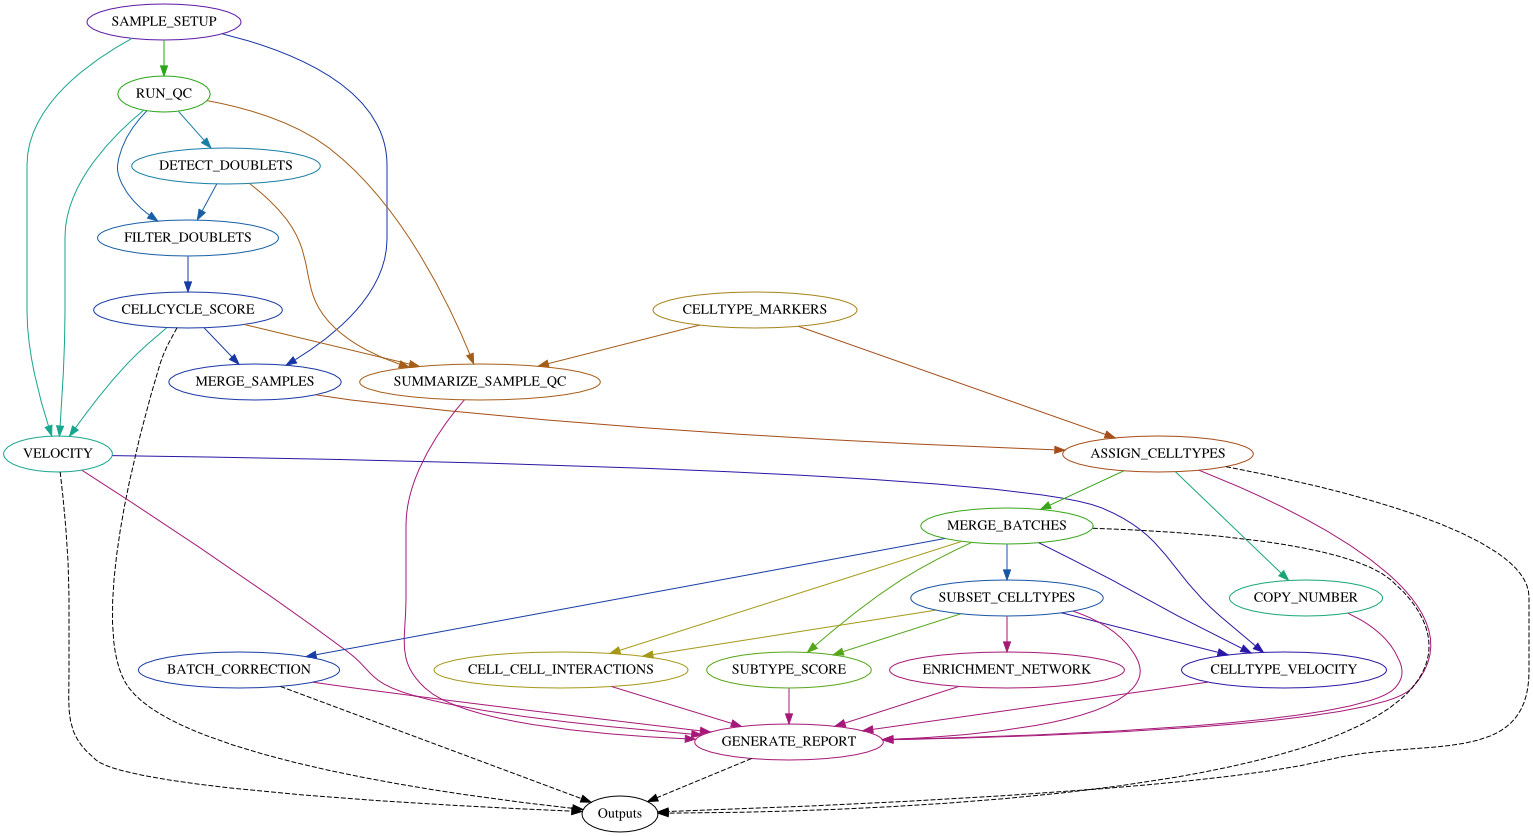 SAMPLE_SETUP
RUN_QC
DETECT_DOUBLETS
FILTER_DOUBLETS
CELLCYCLE_SCORE
CELLTYPE_MARKERS
MERGE_SAMPLES
SUMMARIZE_SAMPLE_QC
VELOCITY
ASSIGN_CELLTYPES
MERGE_BATCHES
SUBSET_CELLTYPES
COPY_NUMBER
BATCH_CORRECTION
CELL_CELL_INTERACTIONS
SUBTYPE_SCORE
ENRICHMENT_NETWORK
CELLTYPE_VELOCITY
GENERATE_REPORT
Outputs